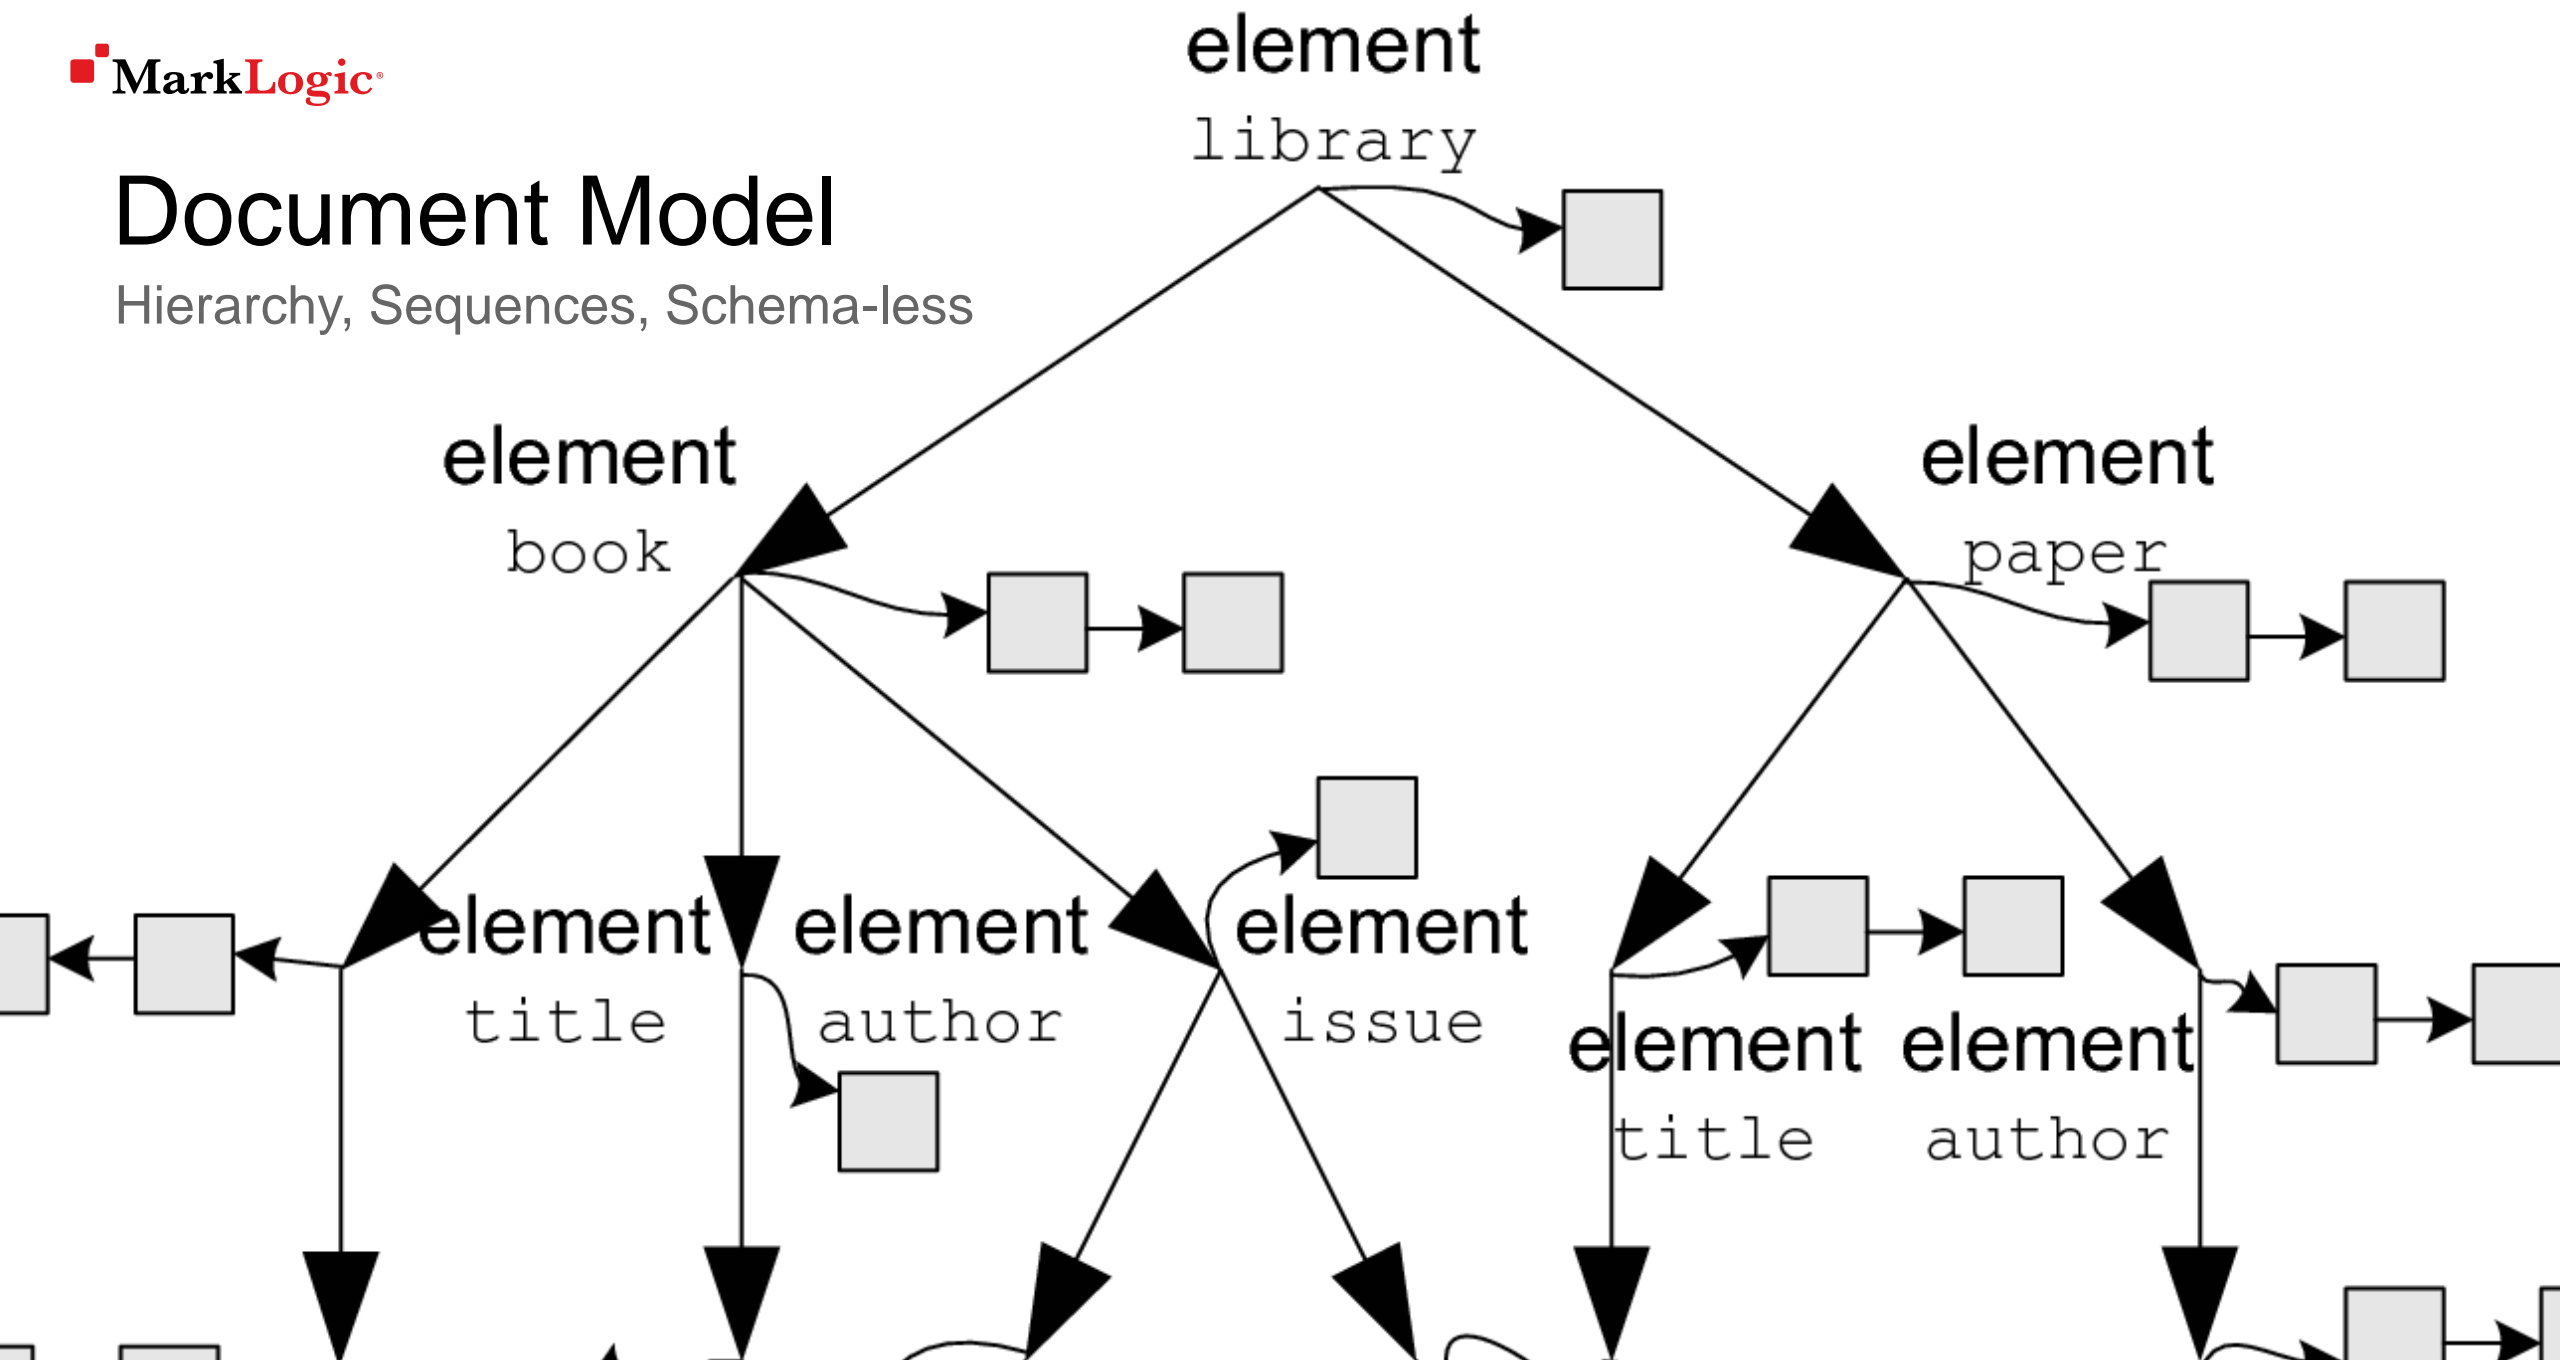 MarkLogic®
Document Model
Hierarchy, Sequences, Schema-less
element
library
element
book
element
paper
element
title
element
author
element
issue
element
title
element
author